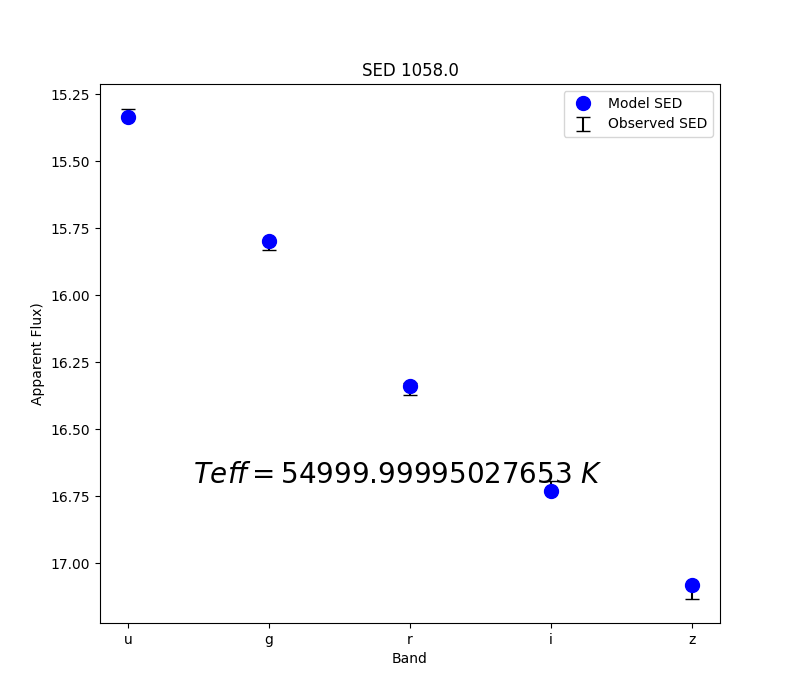 SED 1058.0
Model SED
Observed SED
15.25
15.50
15.75
16.00
16.25
16.50
16.75
17.00
Apparent Flux)
Teff = 54999.99995027653 K
u g r i z
Band